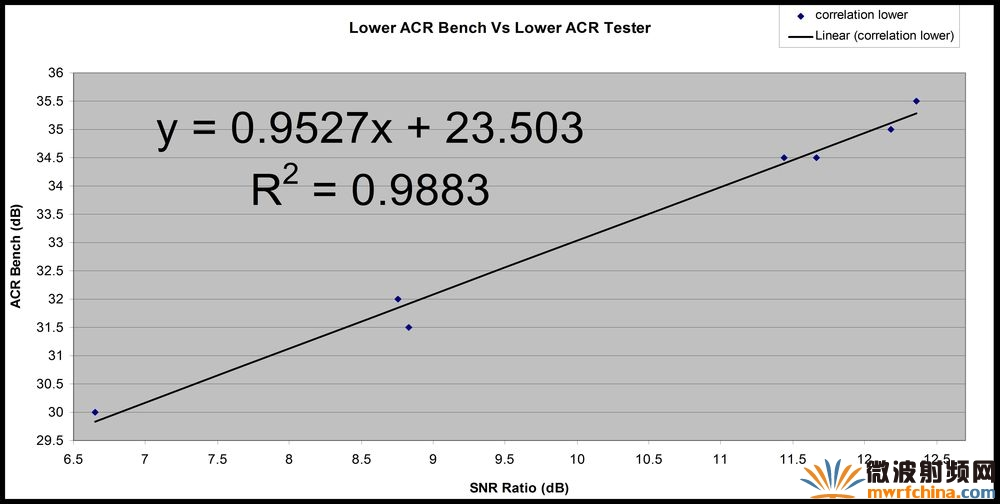 Lower ACR Bench Vs Lower ACR Tester
correlation lower
Linear (correlation lower)
y = 0.9527x + 23.503
R² = 0.9883
ACR Bench (dB)
36
35.5
35
34.5
34
33.5
33
32.5
32
31.5
31
30.5
30
29.5
6.5 7 7.5 8 8.5 9 9.5 10 10.5 11 11.5 12 12.5
SNR Ratio (dB)
微波射频网
mwrfchina.com